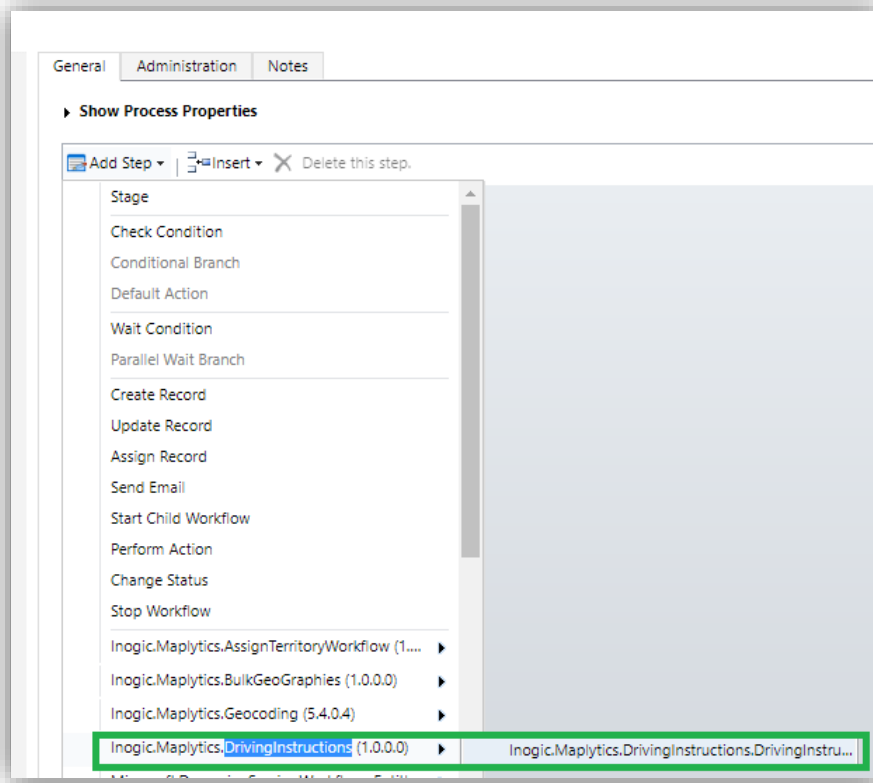 General Administration Notes
Show Process Properties
Add Step Insert Delete this step.
Stage
Check Condition
Conditional Branch
Default Action
Wait Condition
Parallel Wait Branch
Create Record
Update Record
Assign Record
Send Email
Start Child Workflow
Perform Action
Change Status
Stop Workflow
Inogic.Maplytics.AssignTerritoryWorkflow (1....
Inogic.Maplytics.BulkGeoGraphies (1.0.0.0)
Inogic.Maplytics.Geocoding (5.4.0.4)
Inogic.Maplytics.DrivingInstructions (1.0.0.0) Inogic.Maplytics.DrivingInstructions.DrivingInstru...